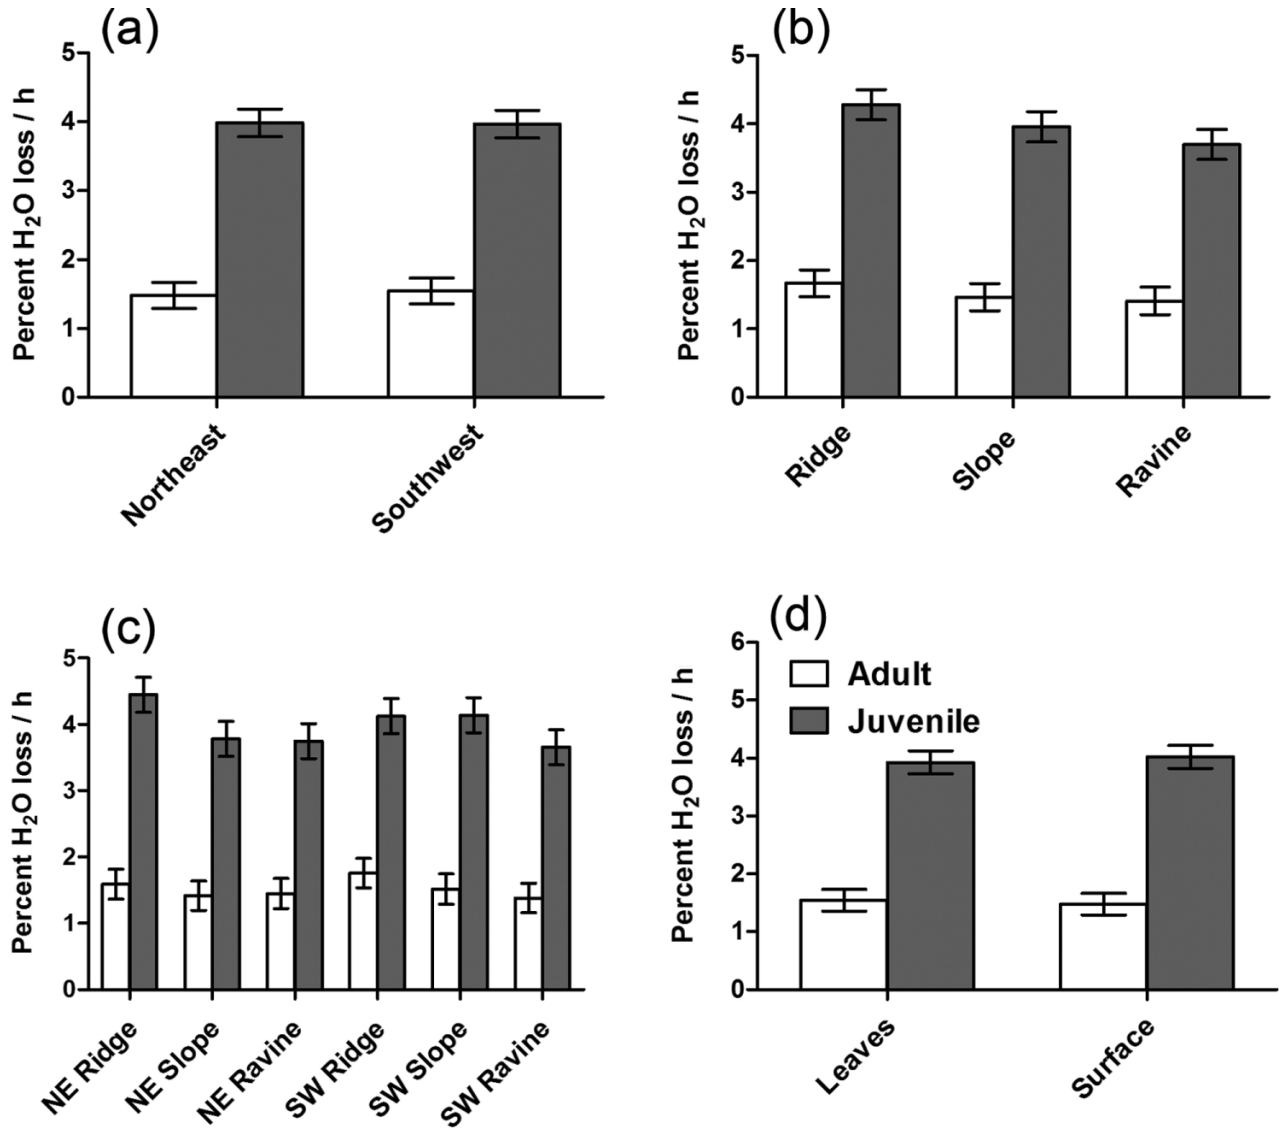 (a)
Percent H₂O loss / h
5
4
3
2
1
0
Northeast
Southwest
(b)
Percent H₂O loss / h
5
4
3
2
1
0
Ridge
Slope
Ravine
(c)
Percent H₂O loss / h
5
4
3
2
1
0
NE Ridge
NE Slope
NE Ravine
SW Ridge
SW Slope
SW Ravine
(d)
Percent H₂O loss / h
6
5
4
3
2
1
0
Adult
Juvenile
Leaves
Surface